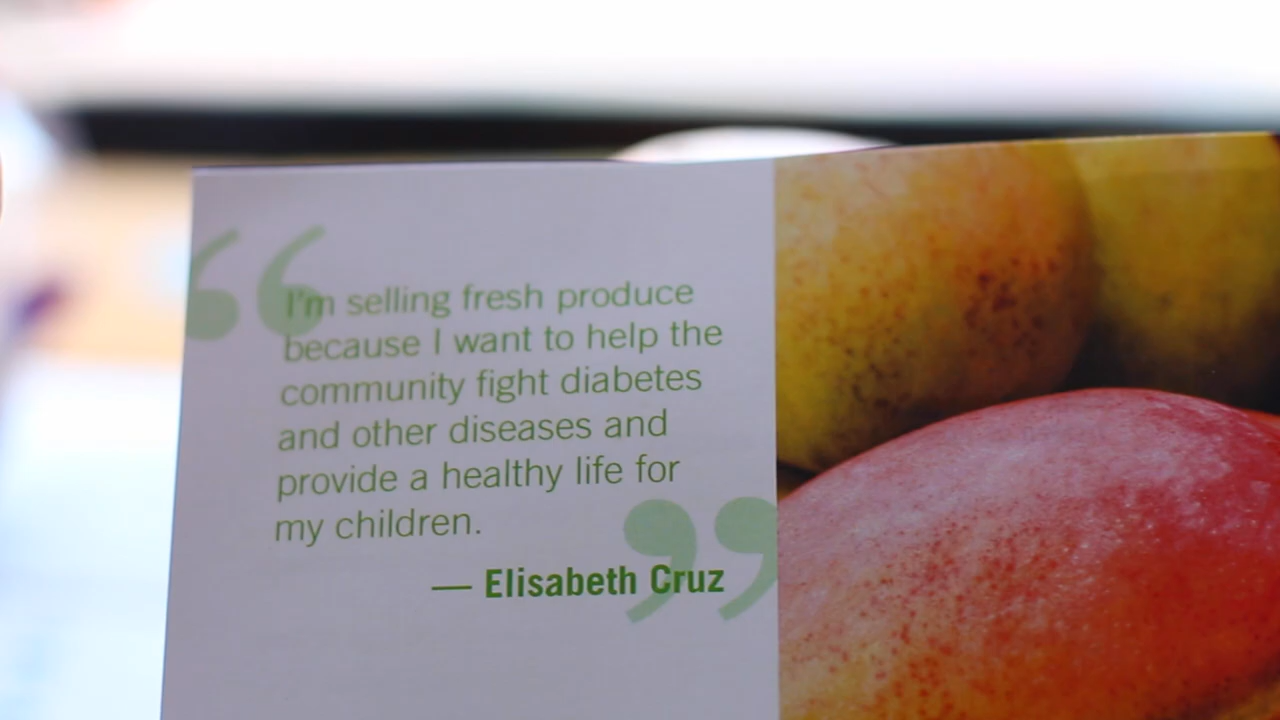 “I'm selling fresh produce
because I want to help the
community fight diabetes
and other diseases and
provide a healthy life for
my children.”
— Elisabeth Cruz